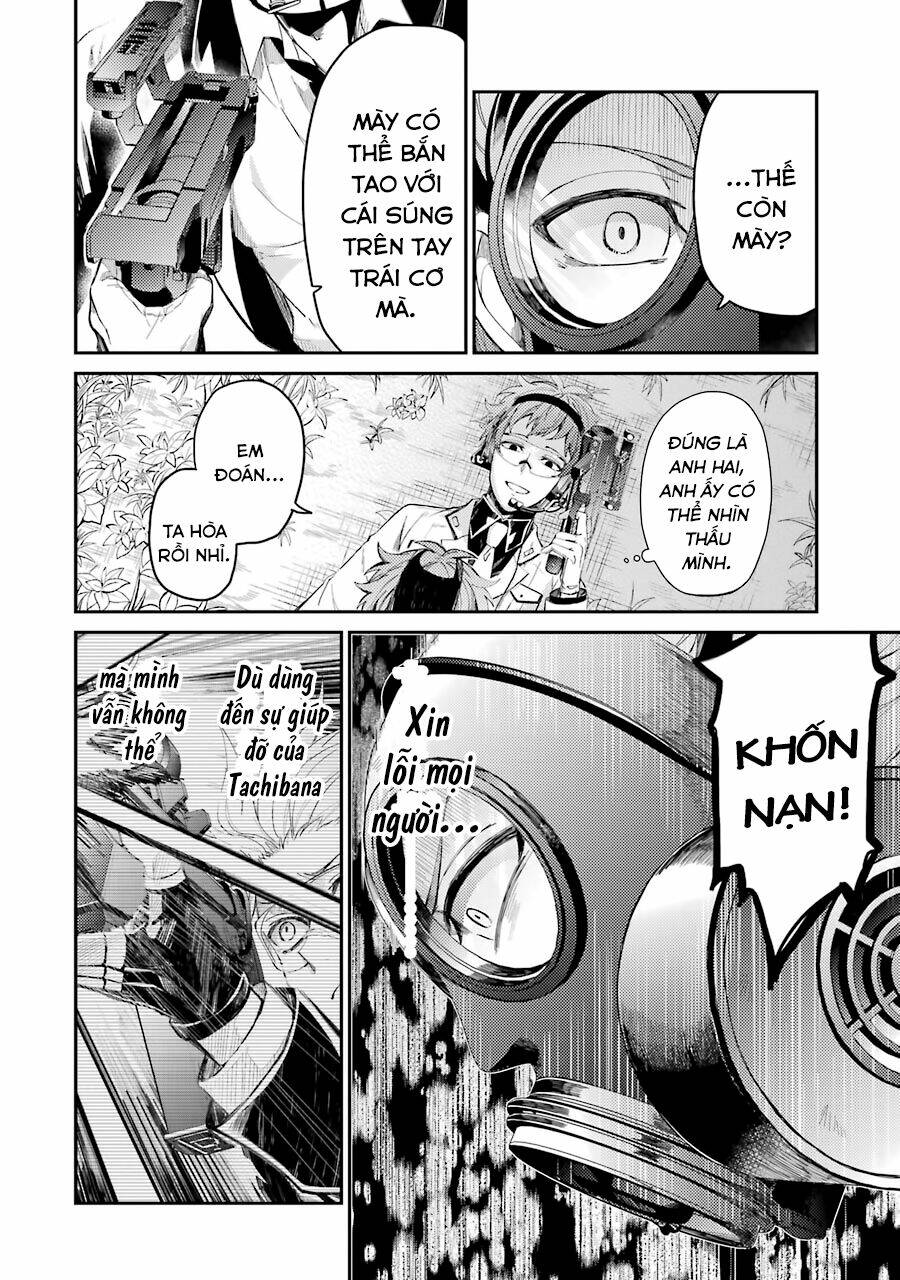 …THẾ
CÒN
MÀY?
MÀY CÓ
THỂ BẮN
TAO VỚI
CÁI SÚNG
TRÊN TAY
TRÁI CƠ
MÀ.
ĐÚNG LÀ
ANH HAI,
ANH ẤY CÓ
THỂ NHÌN
THẤU
MÌNH.
EM
ĐOÁN…
TA HÒA
RỒI NHỈ.
KHỐN
NẠN!
Xin
lỗi mọi
người...
Dù dùng
đến sự giúp
đỡ của
Tachibana
mà mình
vẫn không
thể